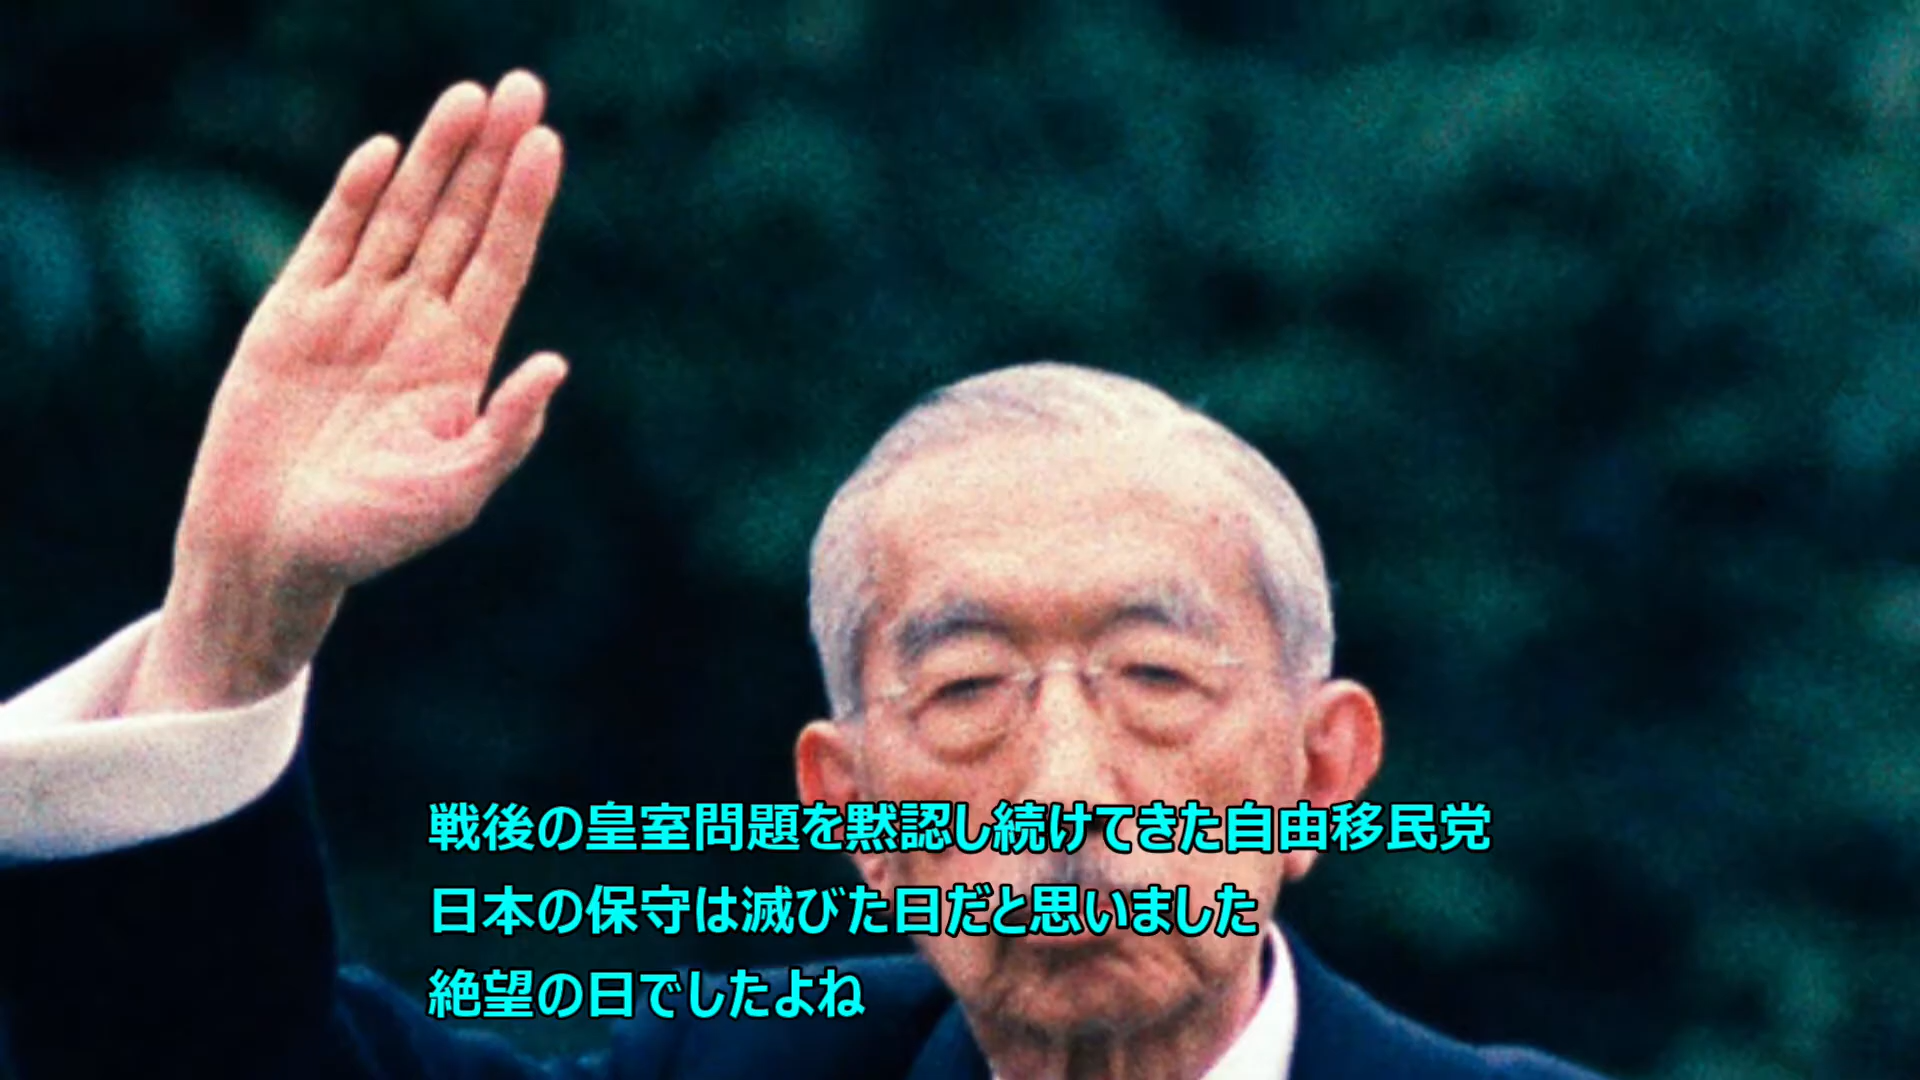 戦後の皇室問題を黙認し続けてきた自由移民党
日本の保守は滅びた日だと思いました
絶望の日でしたよね